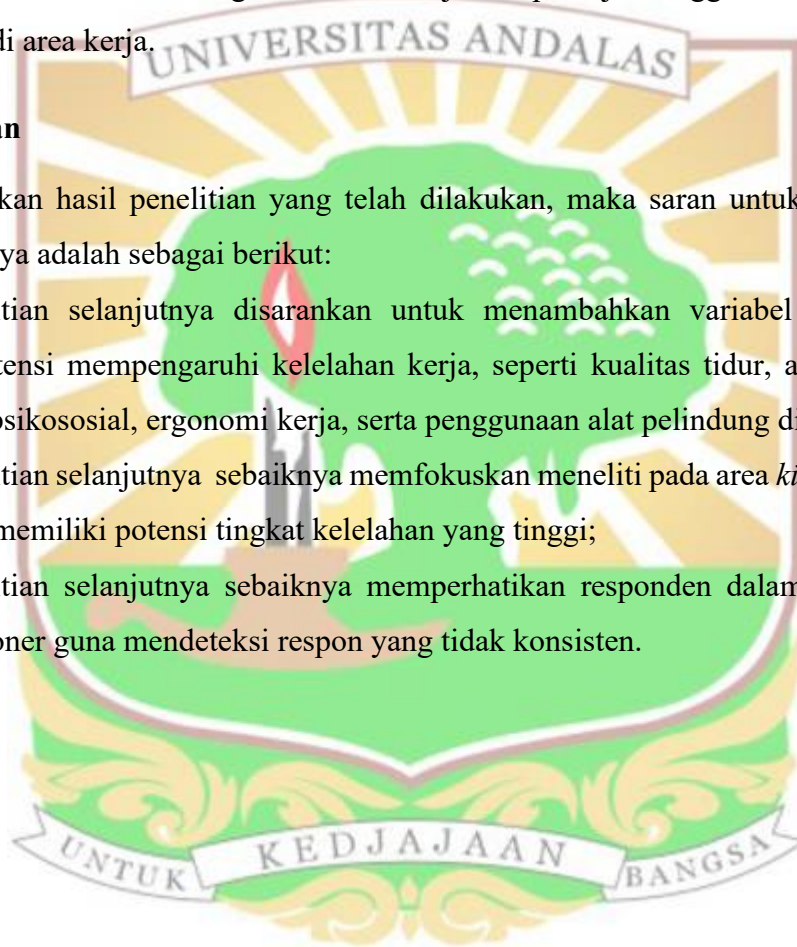 di area kerja.
UNIVERSITAS ANDALAS
an
kan hasil penelitian yang telah dilakukan, maka saran untuk
ya adalah sebagai berikut:
tian selanjutnya disarankan untuk menambahkan variabel
tensi mempengaruhi kelelahan kerja, seperti kualitas tidur, a
psikososial, ergonomi kerja, serta penggunaan alat pelindung di
tian selanjutnya sebaiknya memfokuskan meneliti pada area ki
memiliki potensi tingkat kelelahan yang tinggi;
tian selanjutnya sebaiknya memperhatikan responden dalam
oner guna mendeteksi respon yang tidak konsisten.
UNTUK KEDJAJAAN BANGSA